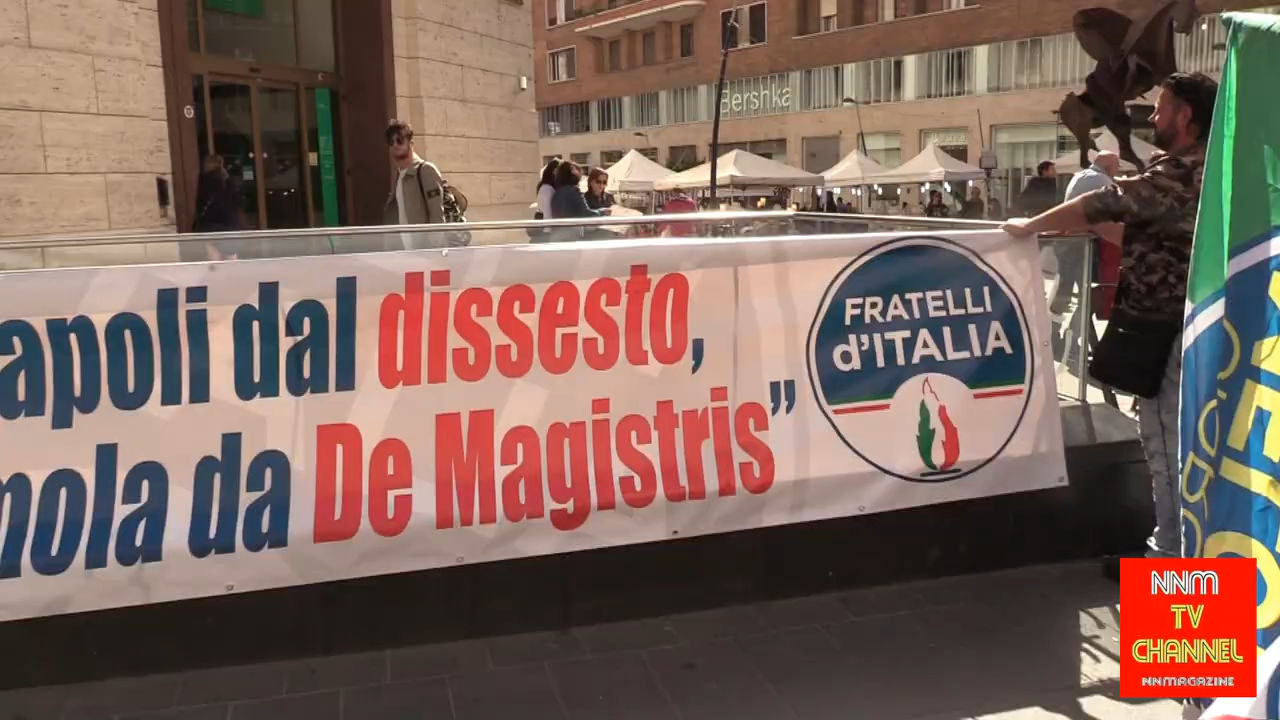 Bershka
apoli dal dissesto,
nola da De Magistris”
FRATELLI
d'ITALIA
NNM
TV
CHANNEL
NNMAGAZINE